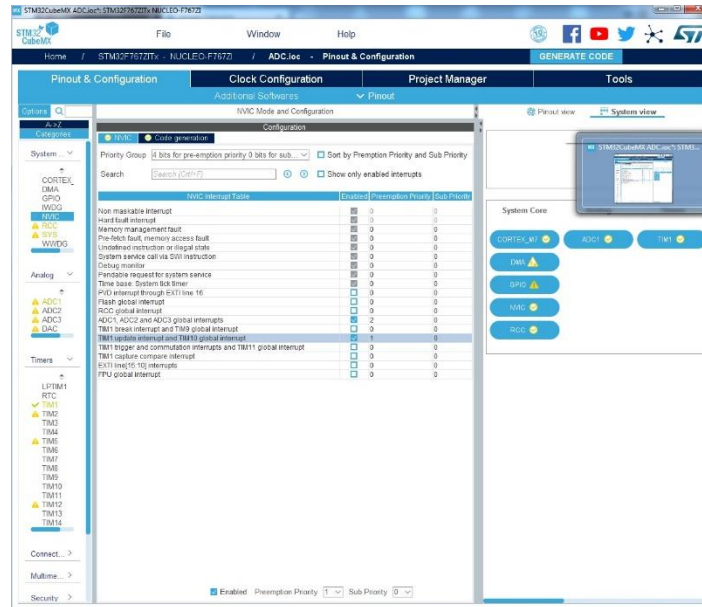 STM32CubeMX ADC.ioc*: STM32F767ZITx NUCLEO-F767ZI
STM32 CubeMX
File
Window
Help
Home / STM32F767ZITx - NUCLEO-F767ZI / ADC.ioc - Pinout & Configuration
GENERATE CODE
Pinout & Configuration
Clock Configuration
Project Manager
Tools
Additional Softwares
Pinout
Options
A->Z
Categories
System...
CORTEX_
DMA
GPIO
IWDG
NVIC
RCC
SYS
WWDG
Analog
ADC1
ADC2
ADC3
DAC
Timers
LPTIM1
RTC
TIM1
TIM2
TIM3
TIM4
TIM5
TIM6
TIM7
TIM8
TIM9
TIM10
TIM11
TIM12
TIM13
TIM14
Connect...
Multime...
Security
NVIC Mode and Configuration
Configuration
NVIC
Code generation
Priority Group 4 bits for pre-emption priority 0 bits for sub...
Sort by Premption Priority and Sub Priority
Search Search (Crtl+F)
Show only enabled interrupts
NVIC Interrupt Table Enabled Preemption Priority Sub Priority
Non maskable interrupt 0 0
Hard fault interrupt 0 0
Memory management fault 0 0
Pre-fetch fault, memory access fault 0 0
Undefined instruction or illegal state 0 0
System service call via SWI instruction 0 0
Debug monitor 0 0
Pendable request for system service 0 0
Time base: System tick timer 0 0
PVD interrupt through EXTI line 16 0 0
Flash global interrupt 0 0
RCC global interrupt 0 0
ADC1, ADC2 and ADC3 global interrupts 2 0
TIM1 break interrupt and TIM9 global interrupt 0 0
TIM1 update interrupt and TIM10 global interrupt 1 0
TIM1 trigger and commutation interrupts and TIM11 global interrupt 0 0
TIM1 capture compare interrupt 0 0
EXTI line[15:10] interrupts 0 0
FPU global interrupt 0 0
Enabled Preemption Priority 1 Sub Priority 0
Pinout view
System view
STM32CubeMX ADC.ioc*: STM3...
System Core
CORTEX_M7
ADC1
TIM1
DMA
GPIO
NVIC
RCC